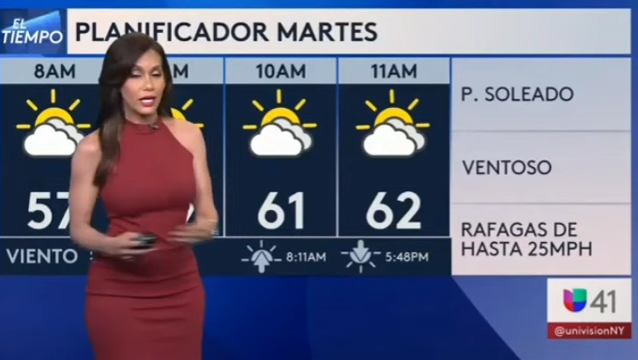 EL
TIEMPO
PLANIFICADOR MARTES
8AM
10AM
11AM
57
61
62
VIENTO
8:11AM
5:48PM
P. SOLEADO
VENTOSO
RAFAGAS DE
HASTA 25MPH
41
@univisionNY